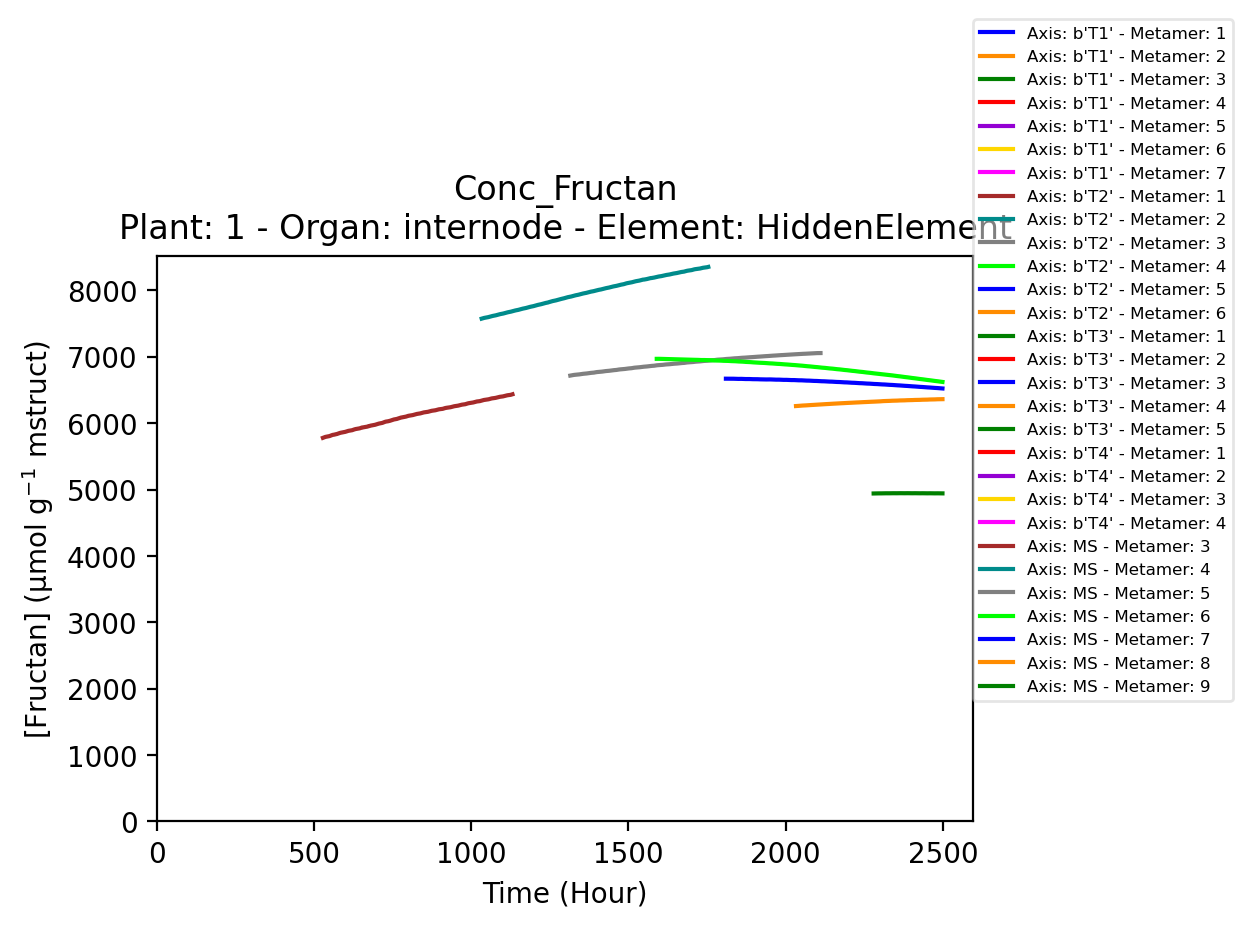 Conc_Fructan
Plant: 1 - Organ: internode - Element: HiddenElement
[Fructan] (µmol g⁻¹ mstruct)
8000
7000
6000
5000
4000
3000
2000
1000
0
0 500 1000 1500 2000 2500
Time (Hour)
Axis: b'T1' - Metamer: 1
Axis: b'T1' - Metamer: 2
Axis: b'T1' - Metamer: 3
Axis: b'T1' - Metamer: 4
Axis: b'T1' - Metamer: 5
Axis: b'T1' - Metamer: 6
Axis: b'T1' - Metamer: 7
Axis: b'T2' - Metamer: 1
Axis: b'T2' - Metamer: 2
Axis: b'T2' - Metamer: 3
Axis: b'T2' - Metamer: 4
Axis: b'T2' - Metamer: 5
Axis: b'T2' - Metamer: 6
Axis: b'T3' - Metamer: 1
Axis: b'T3' - Metamer: 2
Axis: b'T3' - Metamer: 3
Axis: b'T3' - Metamer: 4
Axis: b'T3' - Metamer: 5
Axis: b'T4' - Metamer: 1
Axis: b'T4' - Metamer: 2
Axis: b'T4' - Metamer: 3
Axis: b'T4' - Metamer: 4
Axis: MS - Metamer: 3
Axis: MS - Metamer: 4
Axis: MS - Metamer: 5
Axis: MS - Metamer: 6
Axis: MS - Metamer: 7
Axis: MS - Metamer: 8
Axis: MS - Metamer: 9